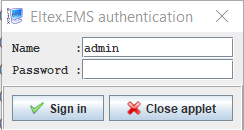 Eltex.EMS authentication
Name :admin
Password :
Sign in Close applet